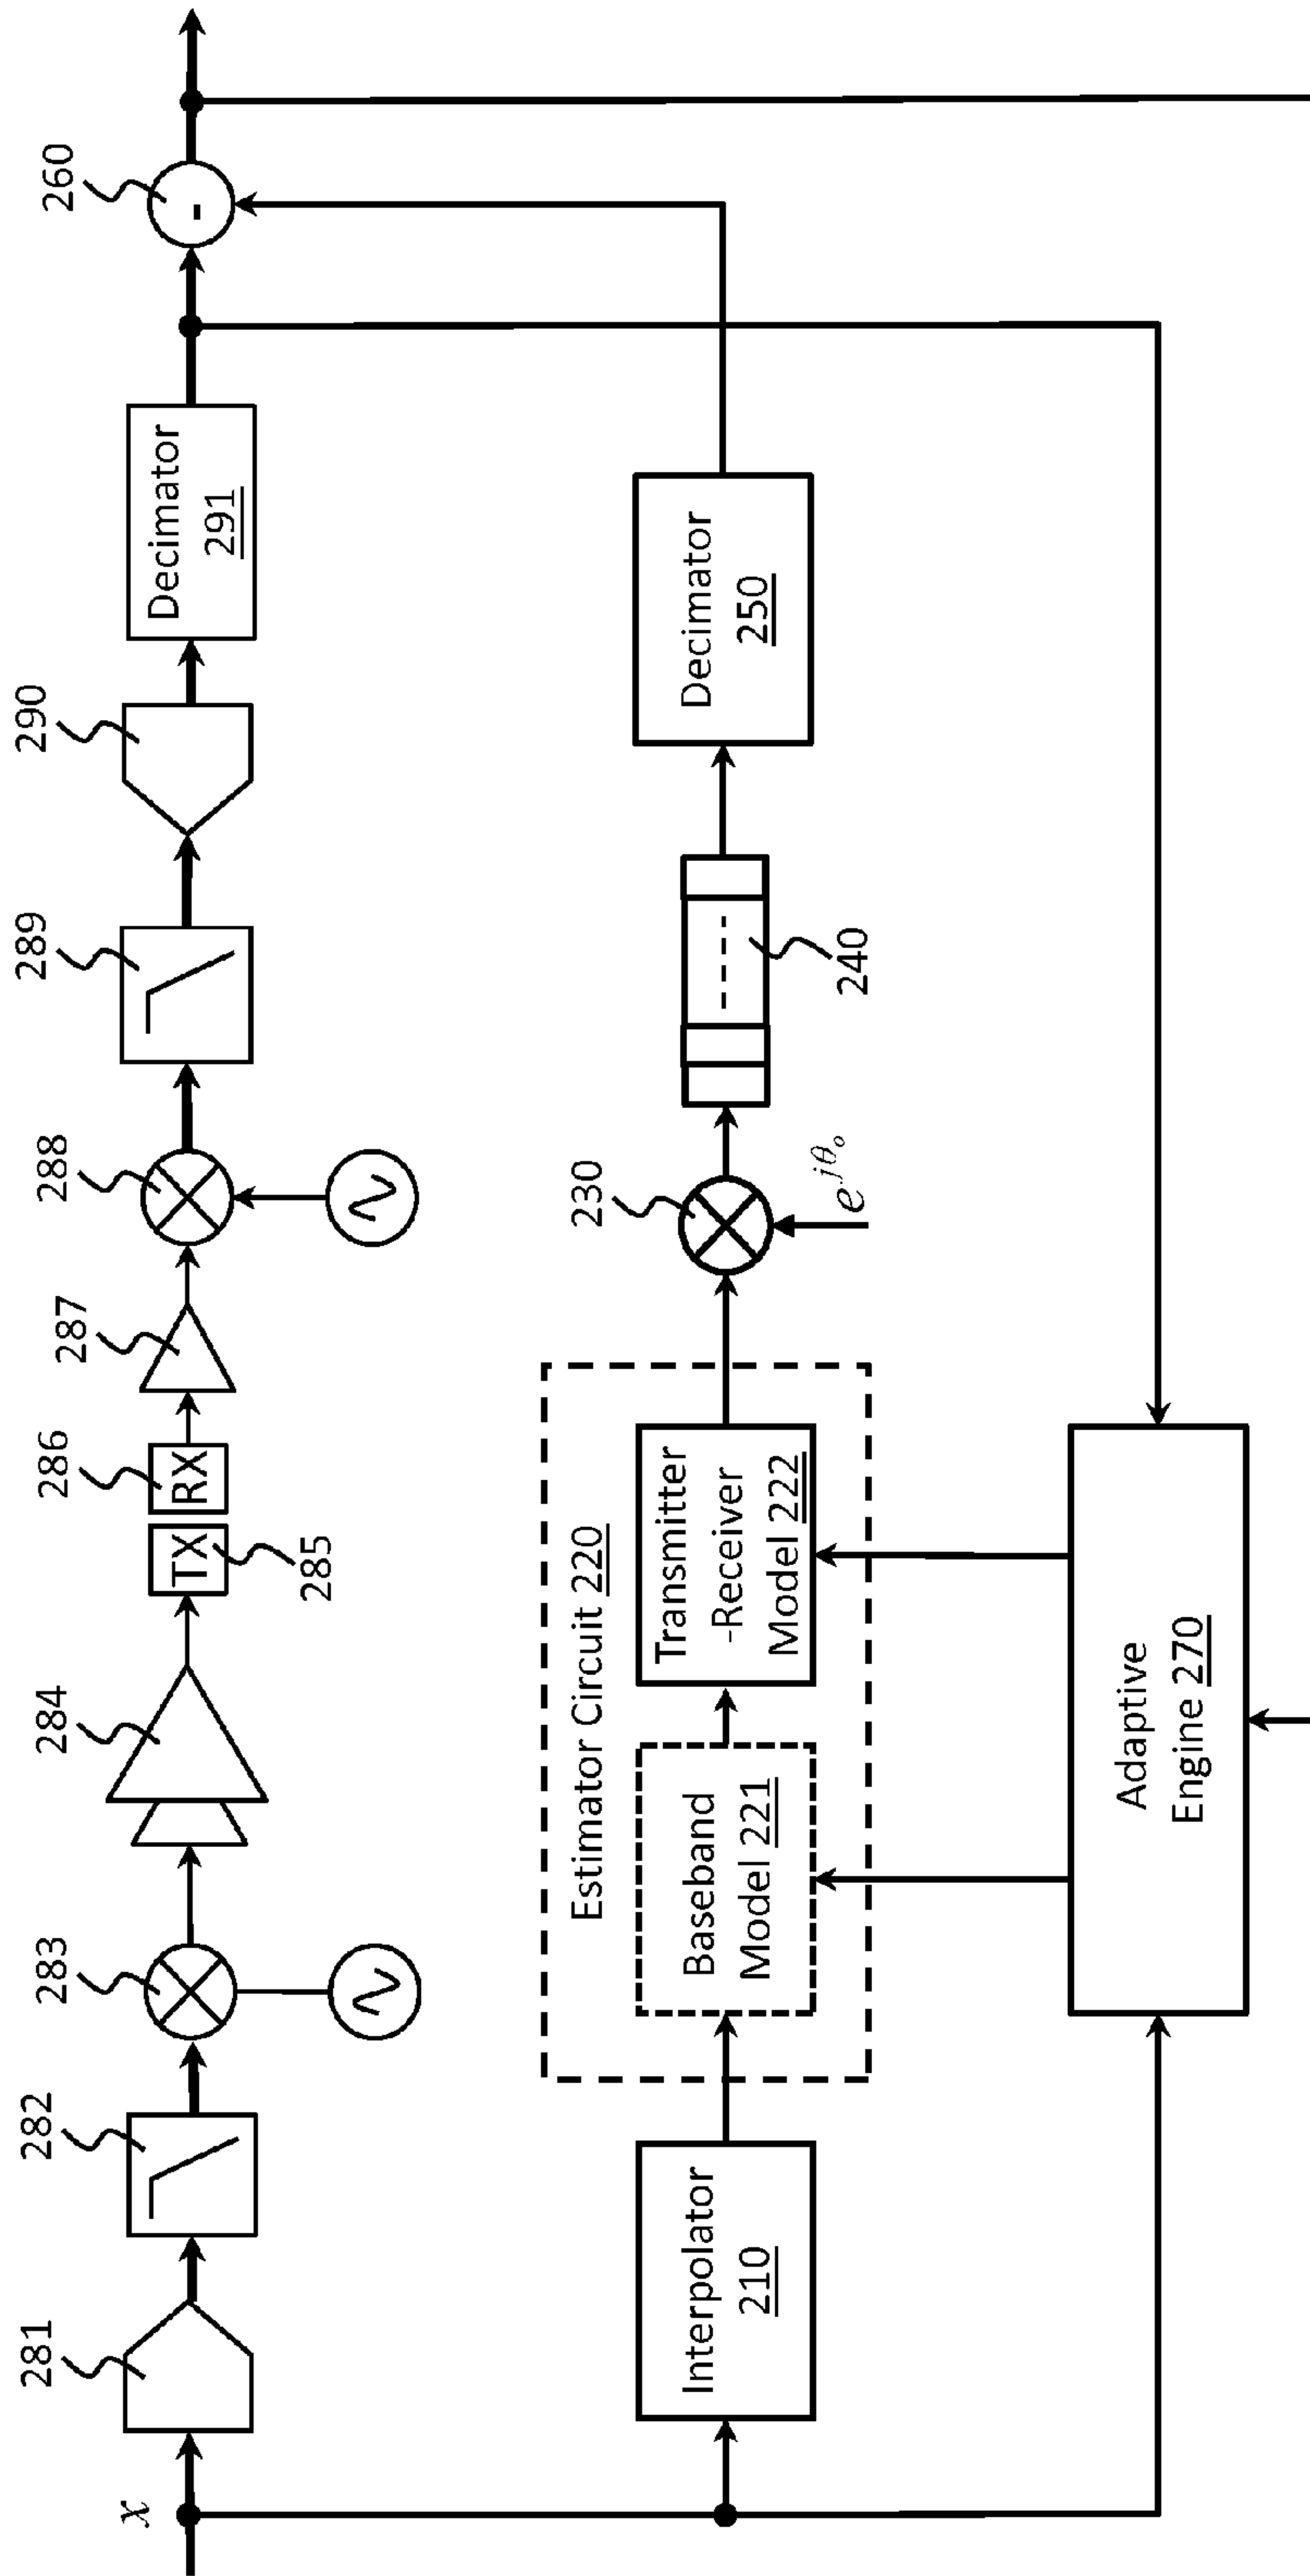 x
281
282
283
284
TX
285
RX
286
287
288
289
290
Decimator
291
260
-
Interpolator
210
Estimator Circuit 220
Baseband
Model 221
Transmitter
-Receiver
Model 222
230
e^{-jθ_o}
240
Decimator
250
Adaptive
Engine 270